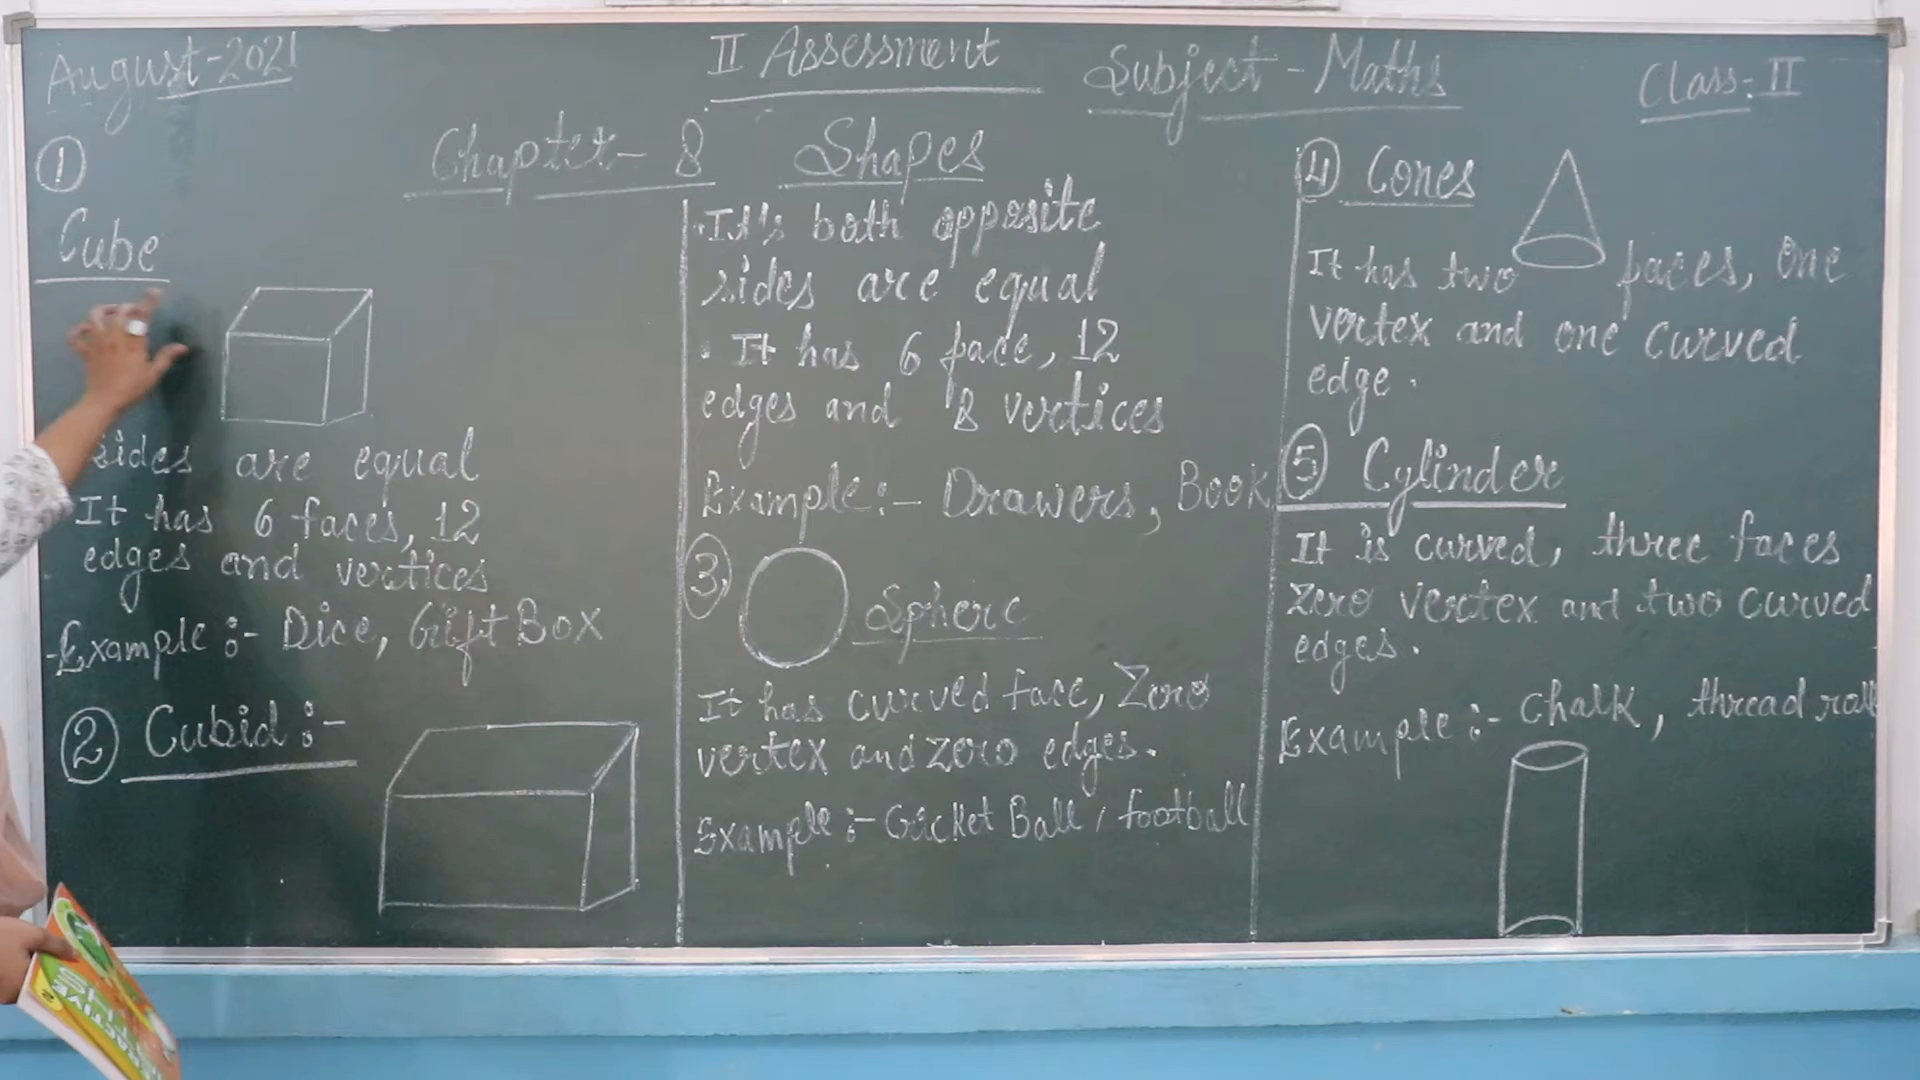 August-2021
II Assessment
Subject - Maths
Class: II
Chapter- 8 Shapes
①
Cube
sides are equal
It has 6 faces, 12
edges and vertices
Example :- Dice, Gift Box
② Cubid :-
It's both opposite
sides are equal
It has 6 face, 12
edges and 8 vertices
Example :- Drawers, Book
③ Sphere
It has curved face, Zero
vertex and zero edges.
Example :- Cricket Ball, football
④ Cones
It has two faces, One
vertex and one curved
edge.
⑤ Cylinder
It is curved, three faces
Zero vertex and two curved
edges.
Example :- Chalk, thread roll